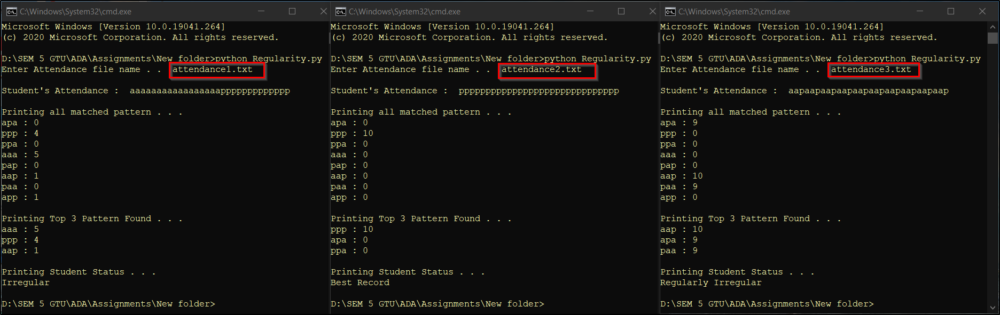 C:\Windows\System32\cmd.exe
Microsoft Windows [Version 10.0.19041.264]
(c) 2020 Microsoft Corporation. All rights reserved.
D:\SEM 5 GTU\ADA\Assignments\New folder>python Regularity.py
Enter Attendance file name . . attendance1.txt
Student's Attendance :  aaaaaaaaaaaaaaaaappppppppppppp
Printing all matched pattern . . .
apa : 0
ppp : 4
ppa : 0
aaa : 5
pap : 0
aap : 1
paa : 0
app : 1
Printing Top 3 Pattern Found . . .
aaa : 5
ppp : 4
aap : 1
Printing Student Status . . .
Irregular
D:\SEM 5 GTU\ADA\Assignments\New folder>
C:\Windows\System32\cmd.exe
Microsoft Windows [Version 10.0.19041.264]
(c) 2020 Microsoft Corporation. All rights reserved.
D:\SEM 5 GTU\ADA\Assignments\New folder>python Regularity.py
Enter Attendance file name . . attendance2.txt
Student's Attendance :  pppppppppppppppppppppppppppppp
Printing all matched pattern . . .
apa : 0
ppp : 10
ppa : 0
aaa : 0
pap : 0
aap : 0
paa : 0
app : 0
Printing Top 3 Pattern Found . . .
ppp : 10
apa : 0
ppa : 0
Printing Student Status . . .
Best Record
D:\SEM 5 GTU\ADA\Assignments\New folder>
C:\Windows\System32\cmd.exe
Microsoft Windows [Version 10.0.19041.264]
(c) 2020 Microsoft Corporation. All rights reserved.
D:\SEM 5 GTU\ADA\Assignments\New folder>python Regularity.py
Enter Attendance file name . . attendance3.txt
Student's Attendance :  aapaapaapaapaapaapaapaapaapaap
Printing all matched pattern . . .
apa : 9
ppp : 0
ppa : 0
aaa : 0
pap : 0
aap : 10
paa : 9
app : 0
Printing Top 3 Pattern Found . . .
aap : 10
apa : 9
paa : 9
Printing Student Status . . .
Regularly Irregular
D:\SEM 5 GTU\ADA\Assignments\New folder>